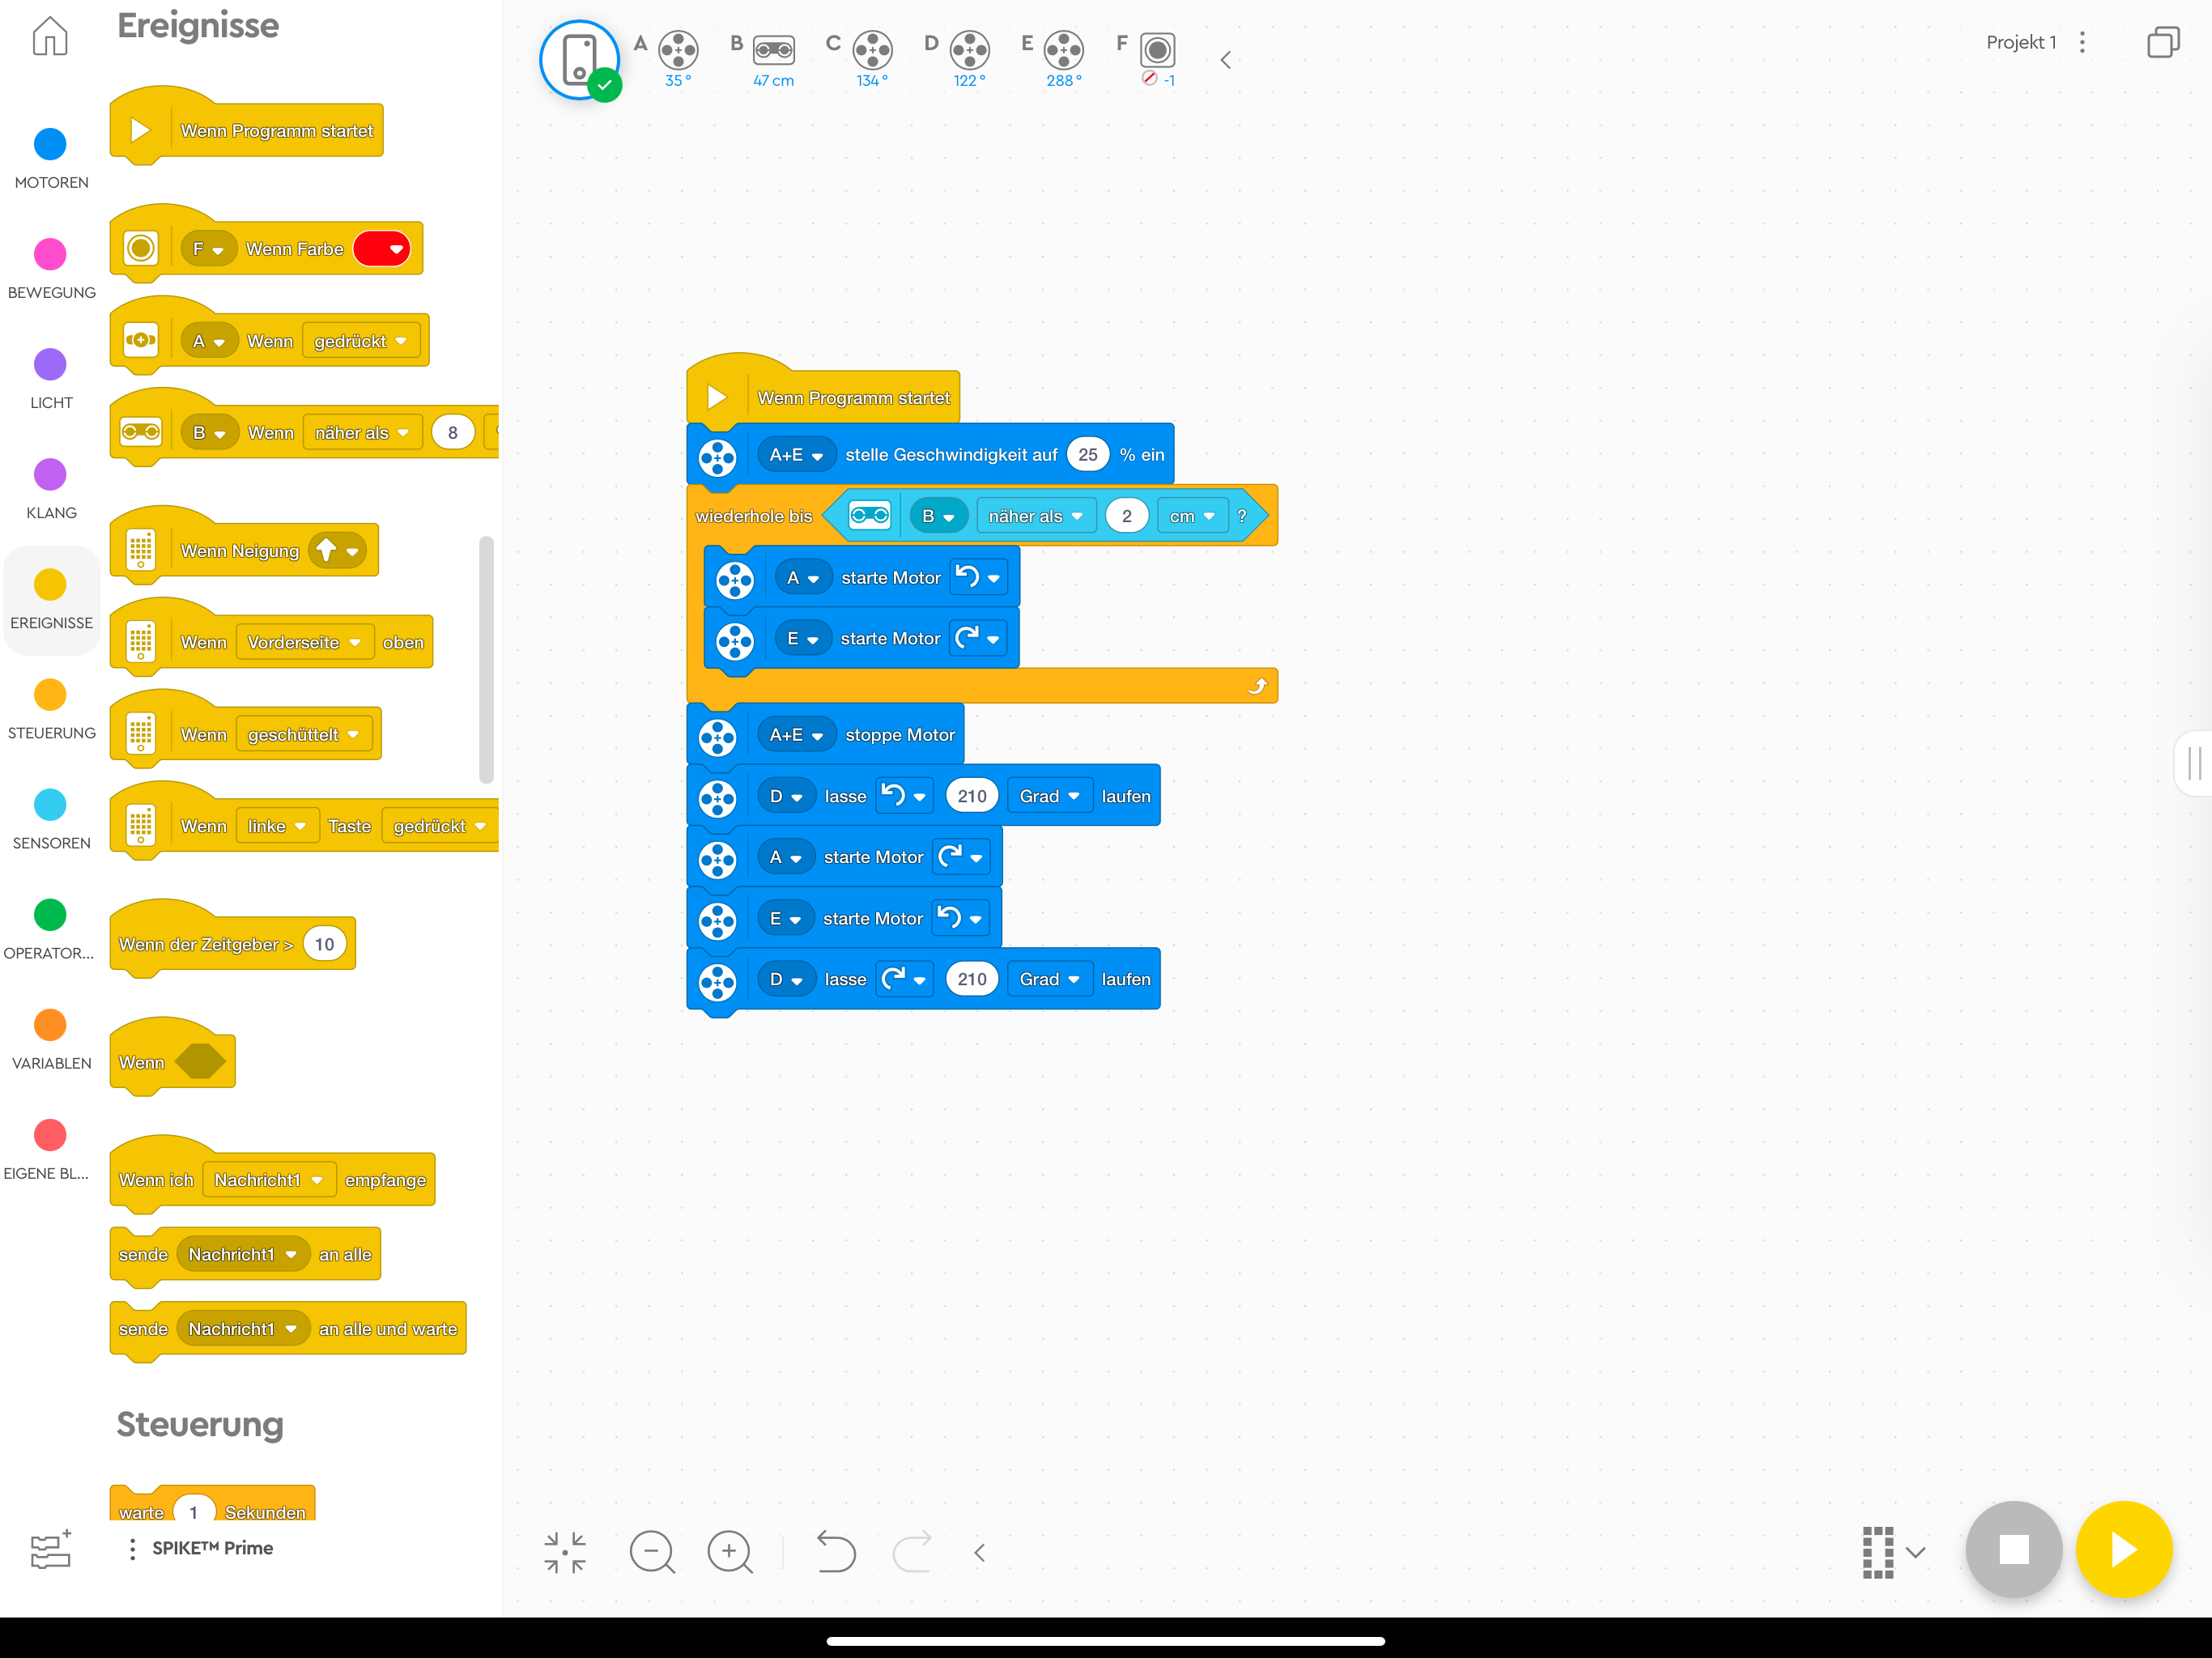 Ereignisse
A
B
C
D
E
F
35 °
47 cm
134 °
122 °
288 °
-1
Projekt 1
MOTOREN
BEWEGUNG
LICHT
KLANG
EREIGNISSE
STEUERUNG
SENSOREN
OPERATOR...
VARIABLEN
EIGENE BL...
Wenn Programm startet
F Wenn Farbe
A Wenn gedrückt
B Wenn näher als 8
Wenn Neigung
Wenn Vorderseite oben
Wenn geschüttelt
Wenn linke Taste gedrückt
Wenn der Zeitgeber > 10
Wenn
Wenn ich Nachricht1 empfange
sende Nachricht1 an alle
sende Nachricht1 an alle und warte
Steuerung
warte 1 Sekunden
SPIKE™ Prime
Wenn Programm startet
A+E stelle Geschwindigkeit auf 25 % ein
wiederhole bis B näher als 2 cm ?
A starte Motor
E starte Motor
A+E stoppe Motor
D lasse 210 Grad laufen
A starte Motor
E starte Motor
D lasse 210 Grad laufen